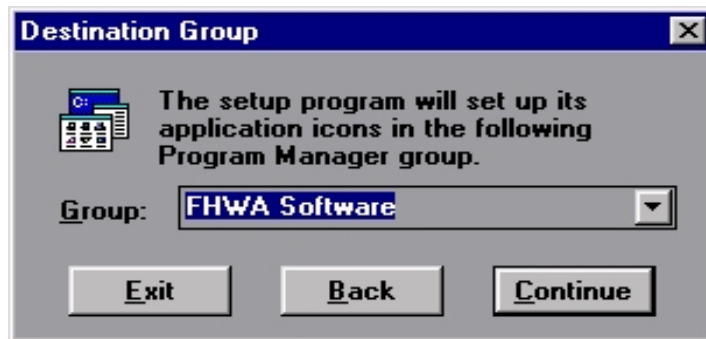 Destination Group
C:
The setup program will set up its
application icons in the following
Program Manager group.
Group: FHWA Software
Exit Back Continue